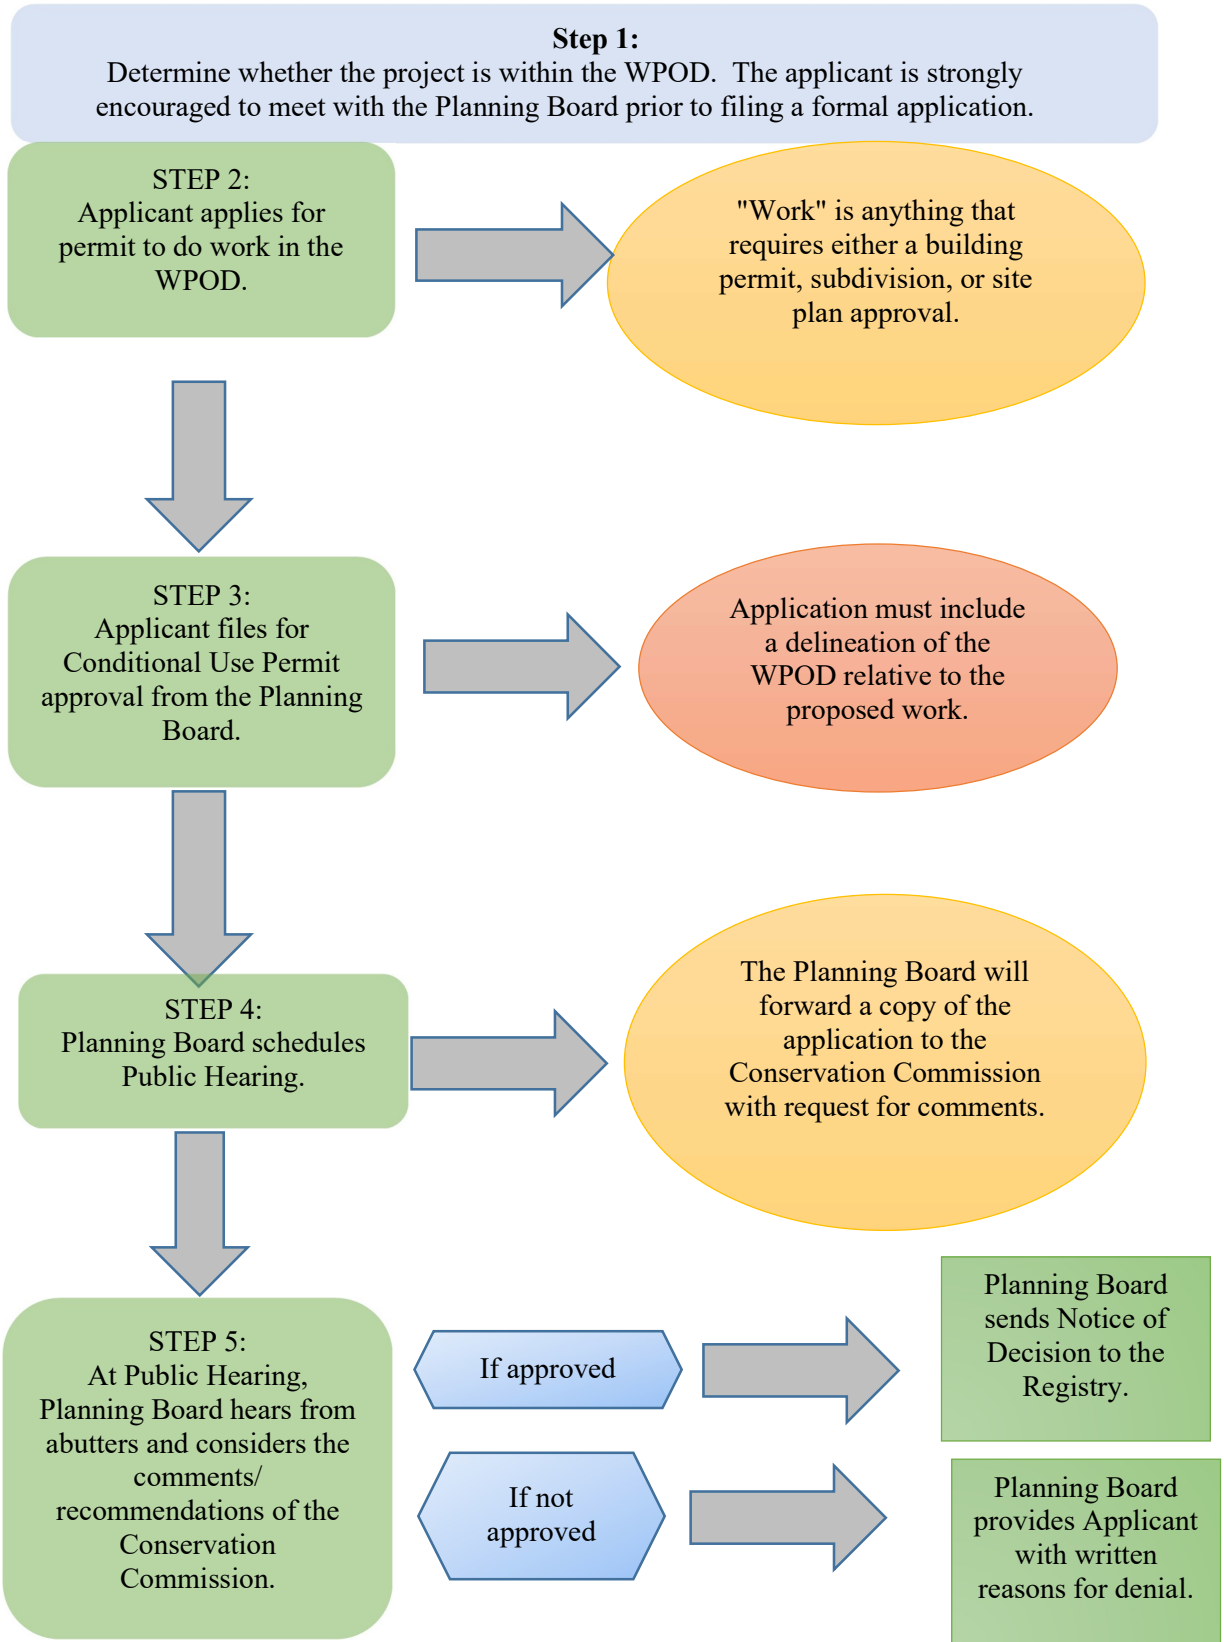 Step 1:
Determine whether the project is within the WPOD. The applicant is strongly
encouraged to meet with the Planning Board prior to filing a formal application.
STEP 2:
Applicant applies for
permit to do work in the
WPOD.
"Work" is anything that
requires either a building
permit, subdivision, or site
plan approval.
STEP 3:
Applicant files for
Conditional Use Permit
approval from the Planning
Board.
Application must include
a delineation of the
WPOD relative to the
proposed work.
STEP 4:
Planning Board schedules
Public Hearing.
The Planning Board will
forward a copy of the
application to the
Conservation Commission
with request for comments.
STEP 5:
At Public Hearing,
Planning Board hears from
abutters and considers the
comments/
recommendations of the
Conservation
Commission.
If approved
Planning Board
sends Notice of
Decision to the
Registry.
If not
approved
Planning Board
provides Applicant
with written
reasons for denial.